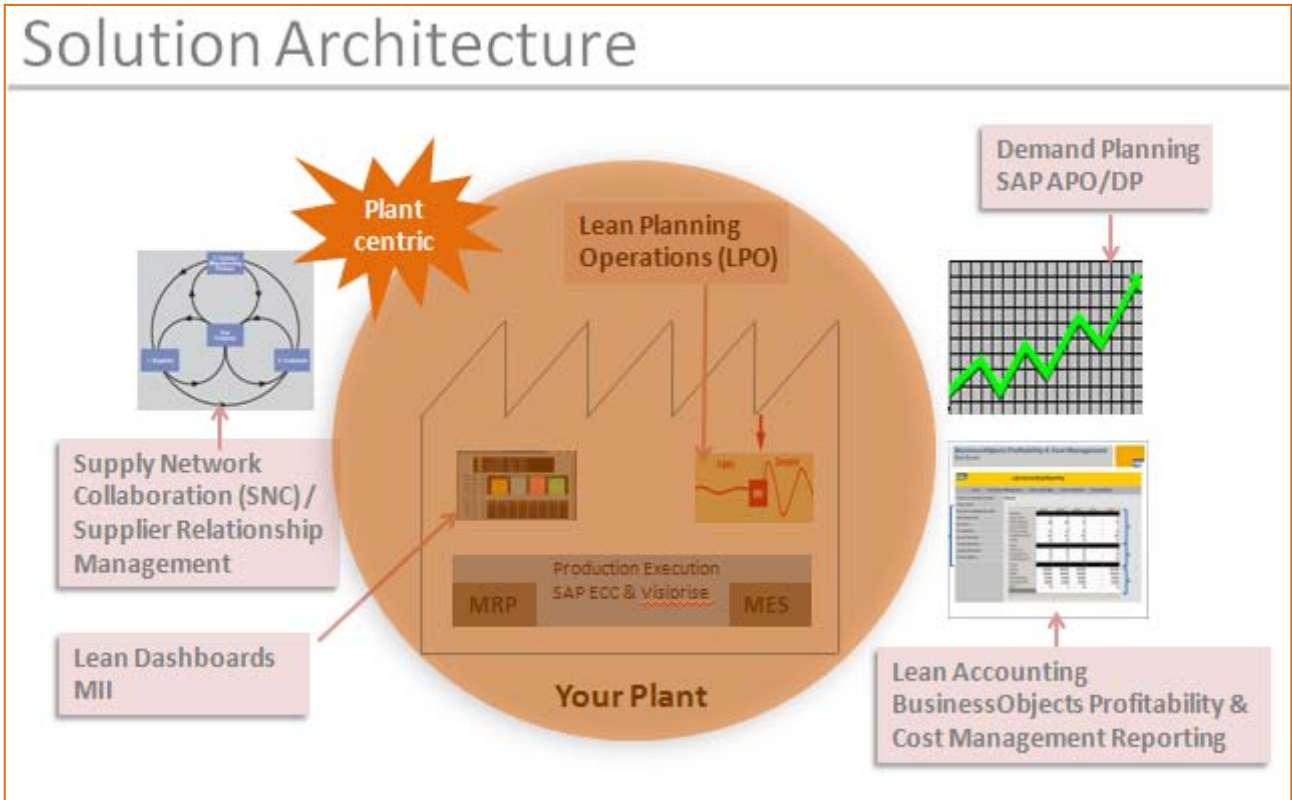 Solution Architecture
Plant
centric
Demand Planning
SAP APO/DP
Lean Planning
Operations (LPO)
Supply Network
Collaboration (SNC) /
Supplier Relationship
Management
Production Execution
SAP ECC & Visiorise
MRP
MES
Lean Dashboards
MII
Your Plant
Lean Accounting
BusinessObjects Profitability &
Cost Management Reporting